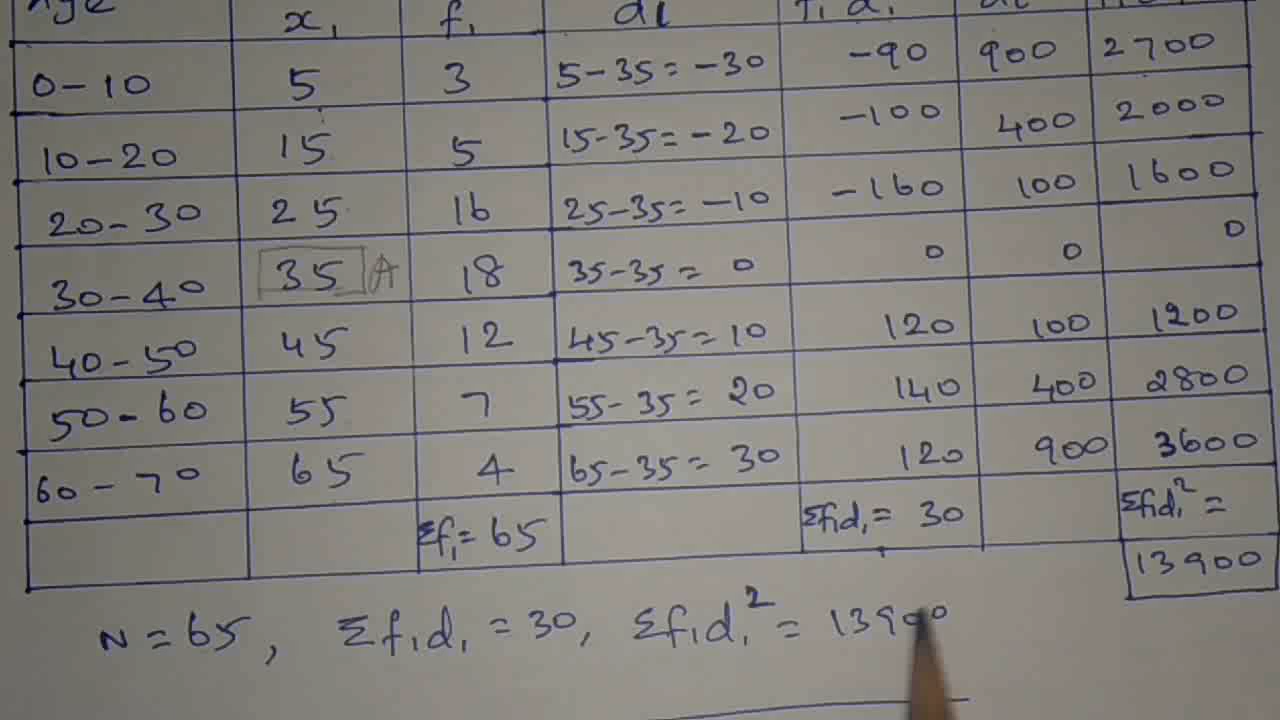 x₁ f₁ di f₁d₁
0-10 5 3 5-35=-30 -90 900 2700
10-20 15 5 15-35=-20 -100 400 2000
20-30 25 16 25-35=-10 -160 100 1600
30-40 35 A 18 35-35= 0 0 0 0
40-50 45 12 45-35= 10 120 100 1200
50-60 55 7 55-35= 20 140 400 2800
60-70 65 4 65-35= 30 120 900 3600
Σf₁= 65 Σf₁d₁= 30 Σf₁d₁² =
13900
N = 65, Σf₁d₁ = 30, Σf₁d₁² = 13900